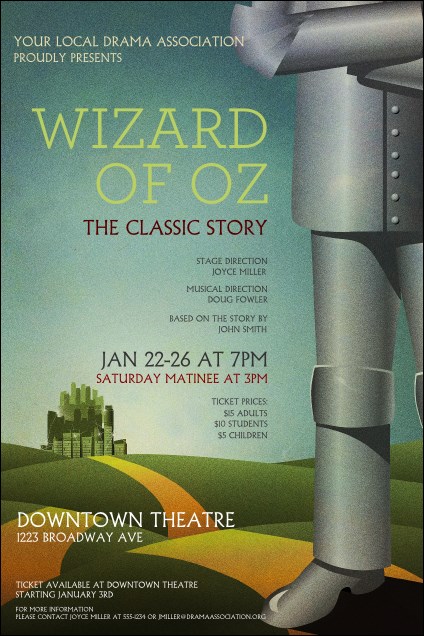 YOUR LOCAL DRAMA ASSOCIATION
PROUDLY PRESENTS
WIZARD
OF OZ
THE CLASSIC STORY
STAGE DIRECTION
JOYCE MILLER
MUSICAL DIRECTION
DOUG FOWLER
BASED ON THE STORY BY
JOHN SMITH
JAN 22-26 AT 7PM
SATURDAY MATINEE AT 3PM
TICKET PRICES:
$15 ADULTS
$10 STUDENTS
$5 CHILDREN
DOWNTOWN THEATRE
1223 BROADWAY AVE
TICKET AVAILABLE AT DOWNTOWN THEATRE
STARTING JANUARY 3RD
FOR MORE INFORMATION
PLEASE CONTACT JOYCE MILLER AT 555-1234 OR JMILLER@DRAMAASSOCIATION.ORG